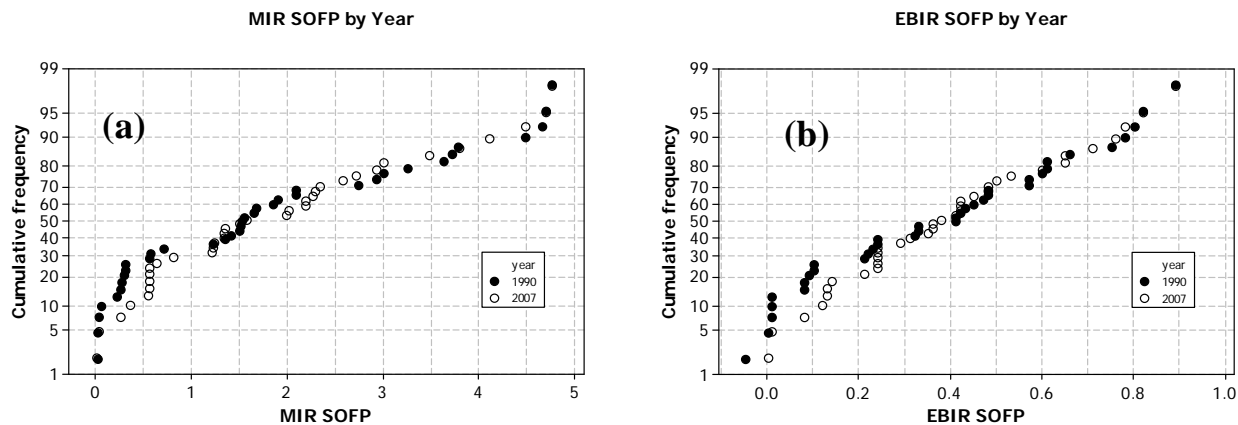 MIR SOFP by Year
99
95
90
80
70
60
50
40
30
20
10
5
1
Cumulative frequency
(a)
year
1990
2007
0 1 2 3 4 5
MIR SOFP
EBIR SOFP by Year
99
95
90
80
70
60
50
40
30
20
10
5
1
Cumulative frequency
(b)
year
1990
2007
0.0 0.2 0.4 0.6 0.8 1.0
EBIR SOFP